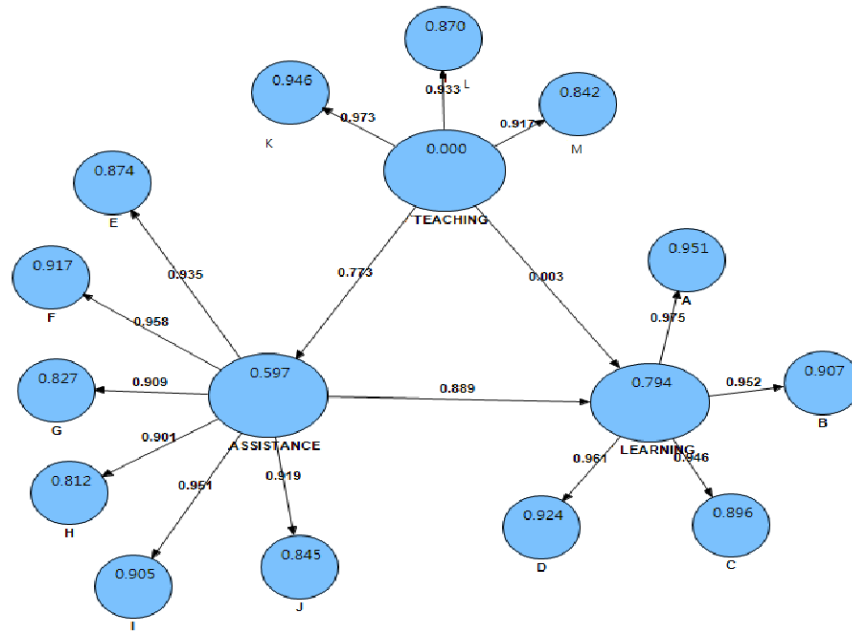 0.870
0.946
0.933
L
0.842
0.973
0.917
K
0.000
M
0.874
TEACHING
E
0.951
0.917
0.935
0.773
0.003
A
F
0.958
0.975
0.827
0.909
0.597
0.889
0.794
0.952
0.907
G
0.901
ASSISTANCE
LEARNING
B
0.812
0.951
0.919
0.961
0.946
H
0.924
0.896
0.905
0.845
D
C
I
J